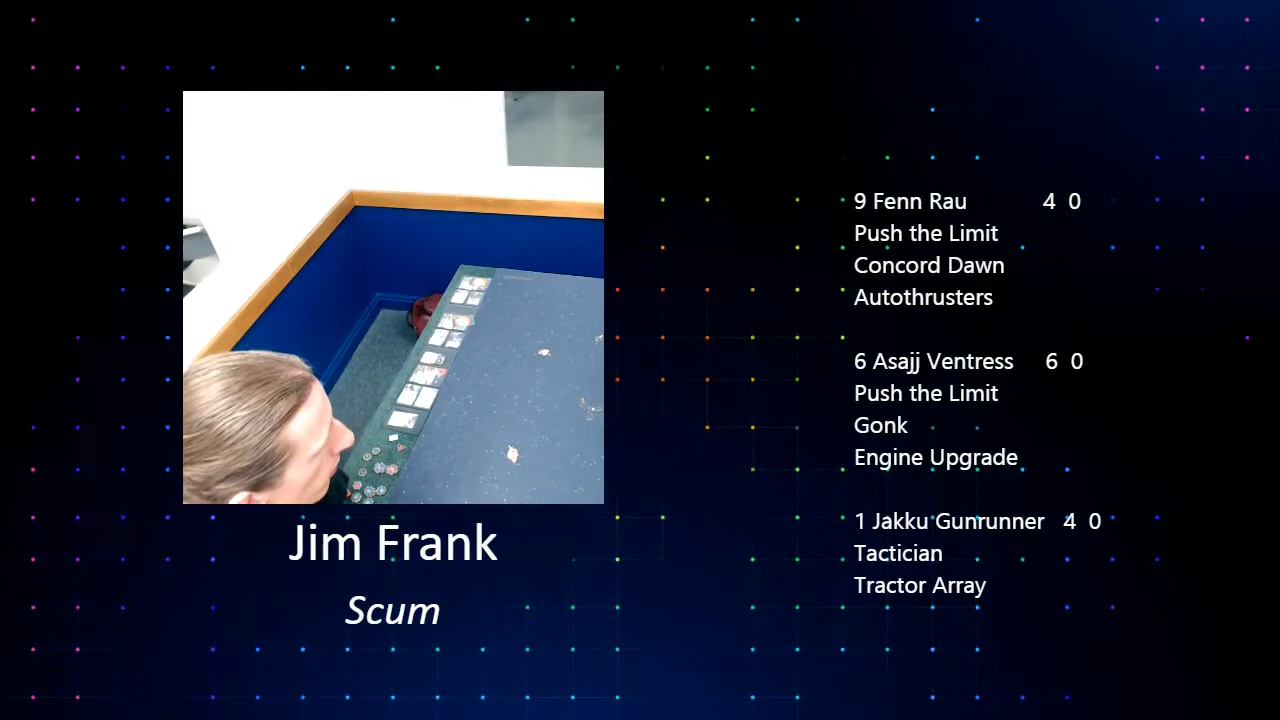 Jim Frank
Scum
9 Fenn Rau 4 0
Push the Limit
Concord Dawn
Autothrusters
6 Asajj Ventress 6 0
Push the Limit
Gonk
Engine Upgrade
1 Jakku Gunrunner 4 0
Tactician
Tractor Array